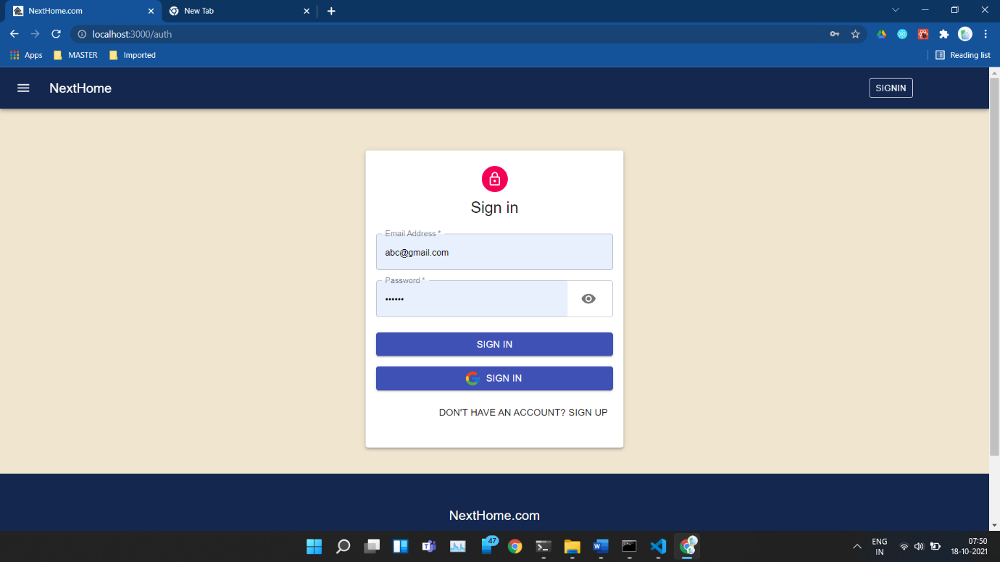 NextHome.com
New Tab
localhost:3000/auth
Apps
MASTER
Imported
Reading list
NextHome
SIGNIN
Sign in
Email Address *
abc@gmail.com
Password *
••••••
SIGN IN
SIGN IN
DON'T HAVE AN ACCOUNT? SIGN UP
NextHome.com
47
ENG
IN
07:50
18-10-2021